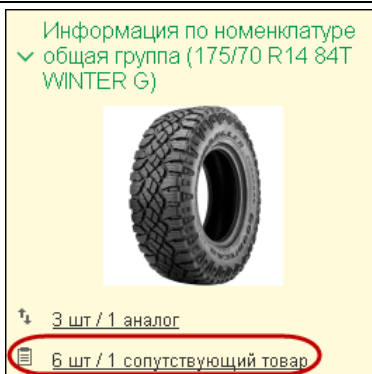 Информация по номенклатуре
общая группа (175/70 R14 84T
WINTER G)
3 шт / 1 аналог
6 шт / 1 сопутствующий товар